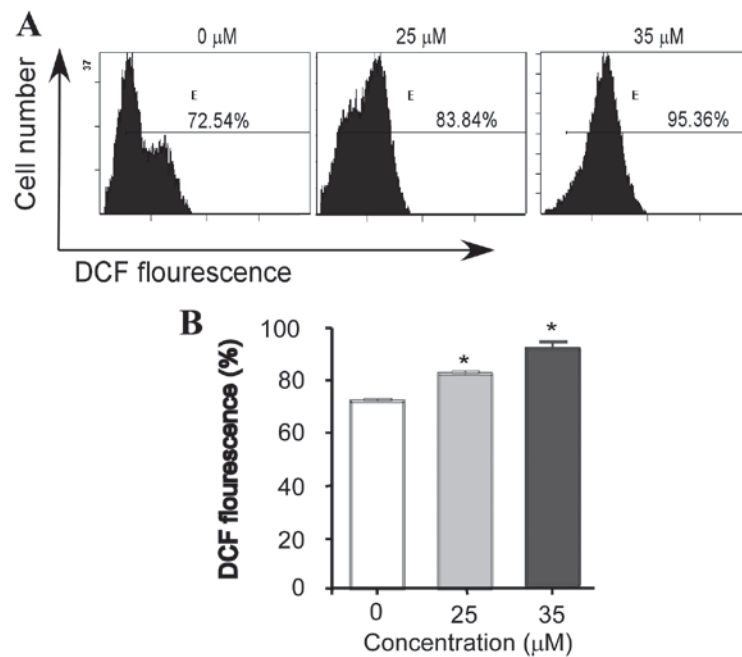 A
0 μM
25 μM
35 μM
37
E
72.54%
E
83.84%
E
95.36%
Cell number
DCF flourescence
B
DCF flourescence (%)
100
80
60
40
20
0
*
*
0
25
35
Concentration (μM)